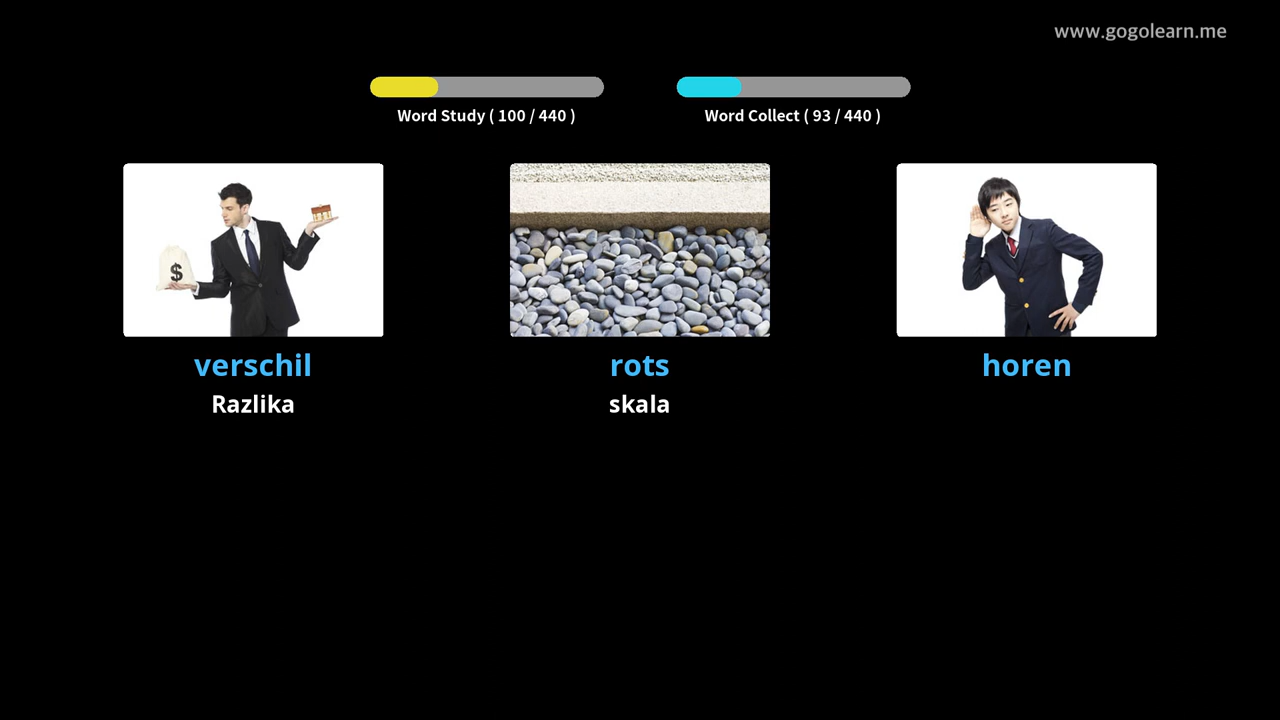 www.gogolearn.me
Word Study ( 100 / 440 )
Word Collect ( 93 / 440 )
$
verschil
rots
horen
Razlika
skala